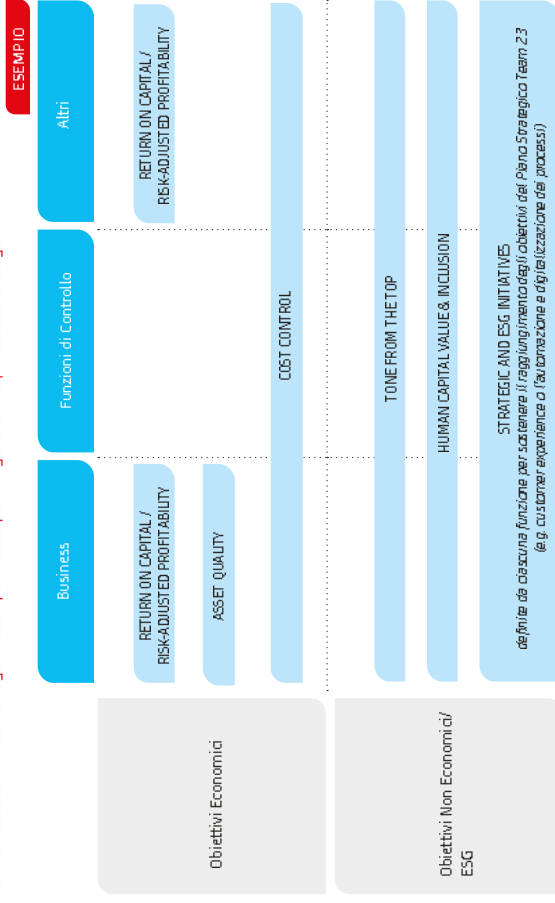 ESEMPIO
Business
Funzioni di Controllo
Altri
Obiettivi Economici
RETURN ON CAPITAL /
RISK-ADJUSTED PROFITABILITY
RETURN ON CAPITAL /
RISK-ADJUSTED PROFITABILITY
ASSET QUALITY
COST CONTROL
Obiettivi Non Economici/
ESG
TONE FROM THE TOP
HUMAN CAPITAL VALUE & INCLUSION
STRATEGIC AND ESG INITIATIVES
definite da ciascuna funzione per sostenere il raggiungimento degli obiettivi del Piano Strategico Team 23
(e.g. customer experience o l'automazione e digitalizzazione dei processi)